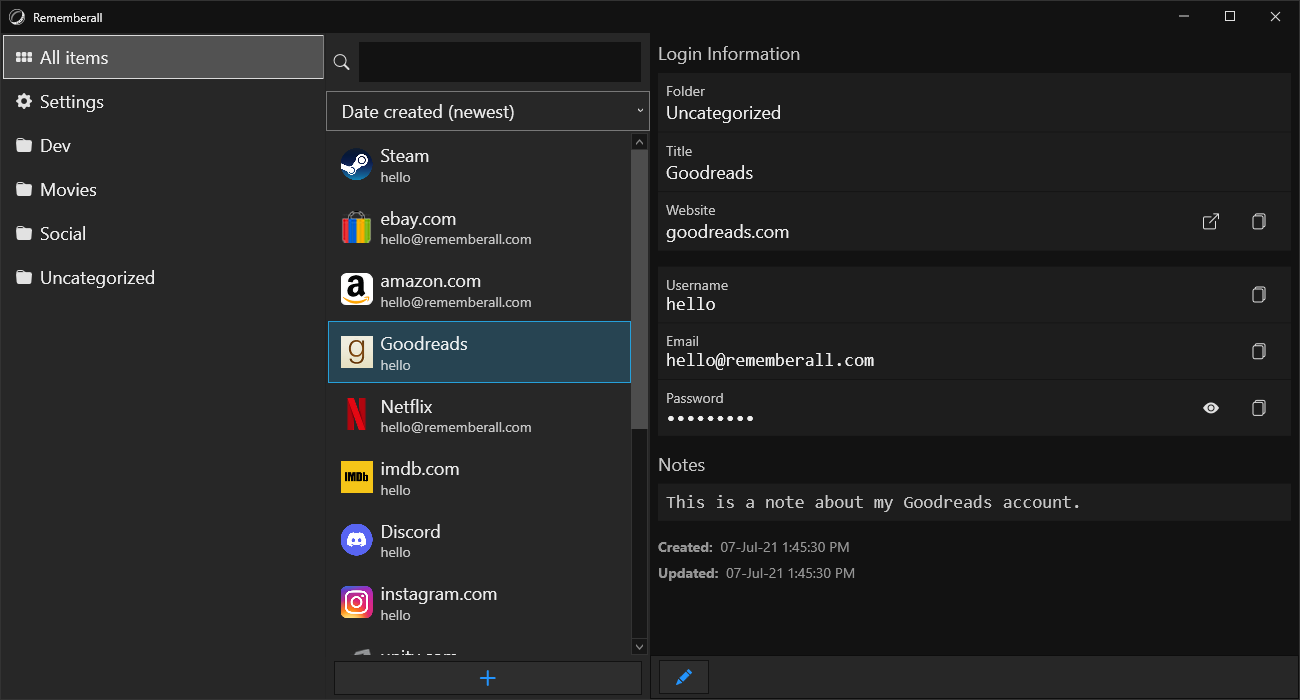 Rememberall
All items
Settings
Dev
Movies
Social
Uncategorized
Date created (newest)
Steam
hello
ebay.com
hello@rememberall.com
a
amazon.com
hello@rememberall.com
g
Goodreads
hello
N
Netflix
hello@rememberall.com
IMDb
imdb.com
hello
Discord
hello
instagram.com
hello
unity.com
Login Information
Folder
Uncategorized
Title
Goodreads
Website
goodreads.com
Username
hello
Email
hello@rememberall.com
Password
•••••••••
Notes
This is a note about my Goodreads account.
Created: 07-Jul-21 1:45:30 PM
Updated: 07-Jul-21 1:45:30 PM